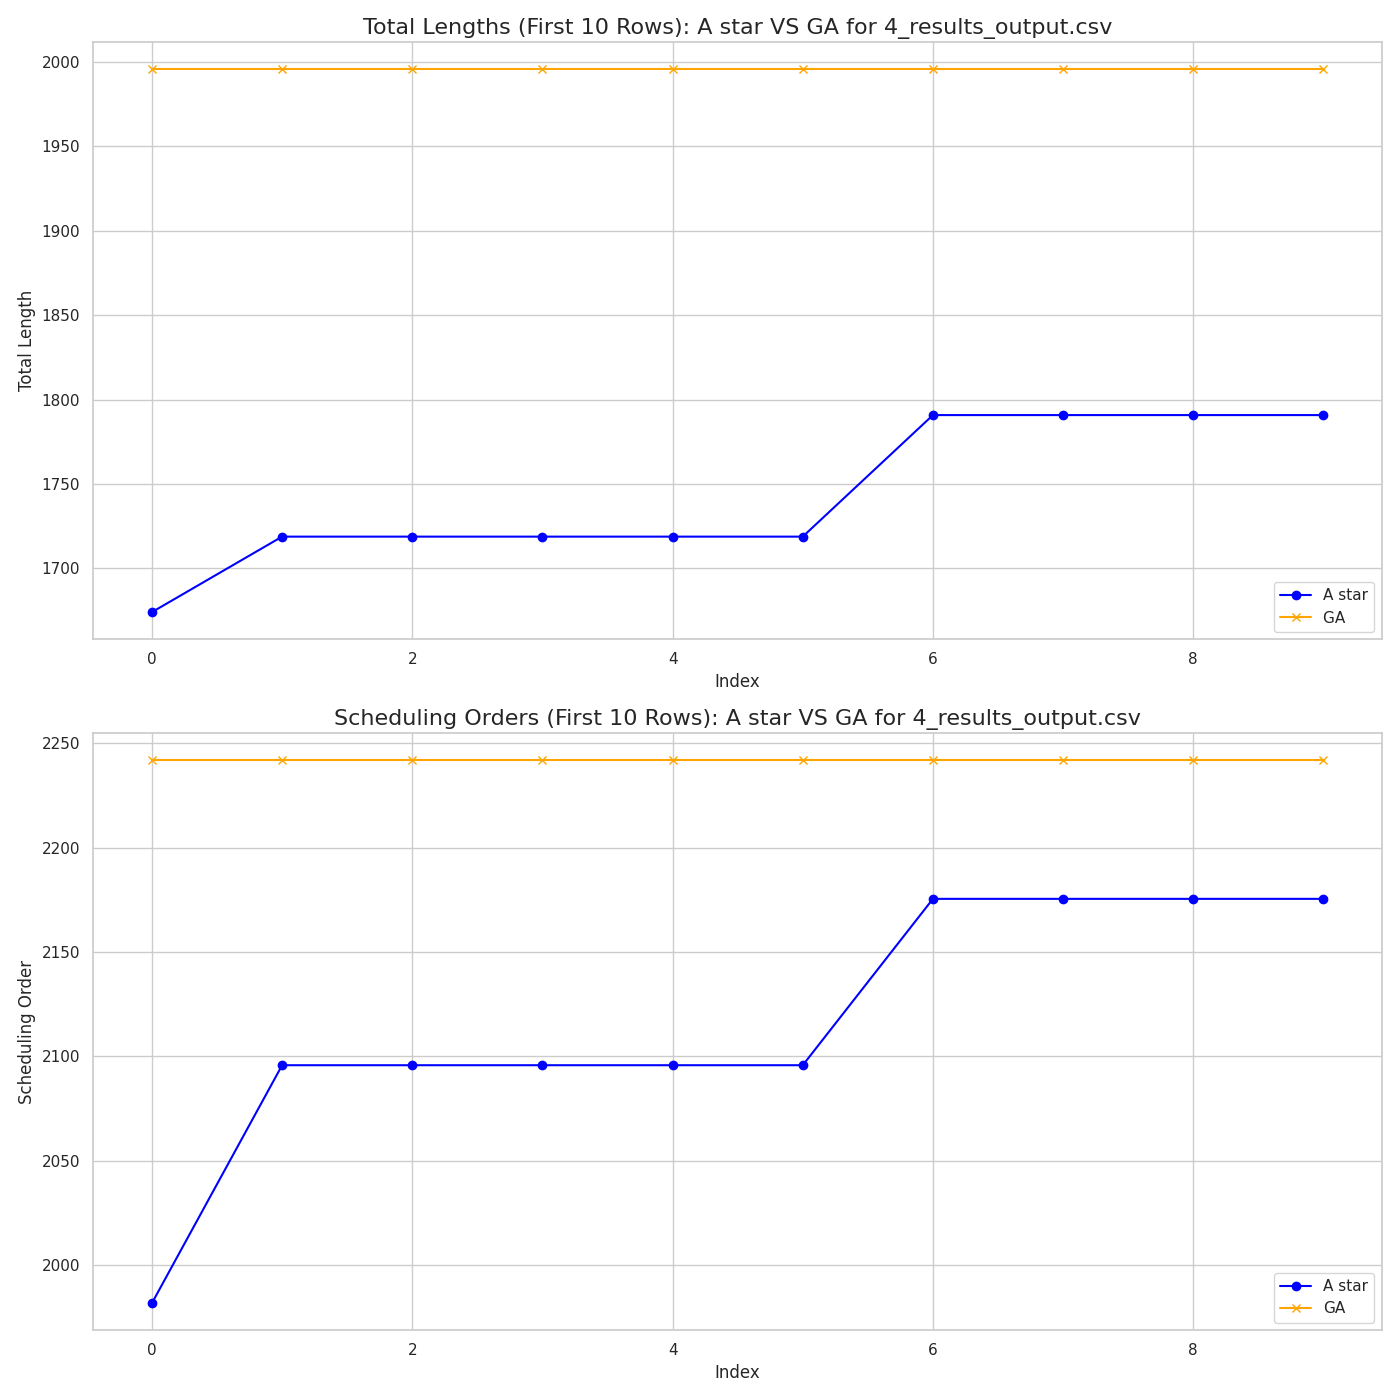 Total Lengths (First 10 Rows): A star VS GA for 4_results_output.csv
2000
1950
1900
1850
1800
1750
1700
Total Length
A star
GA
0 2 4 6 8
Index
Scheduling Orders (First 10 Rows): A star VS GA for 4_results_output.csv
2250
2200
2150
2100
2050
2000
Scheduling Order
A star
GA
0 2 4 6 8
Index